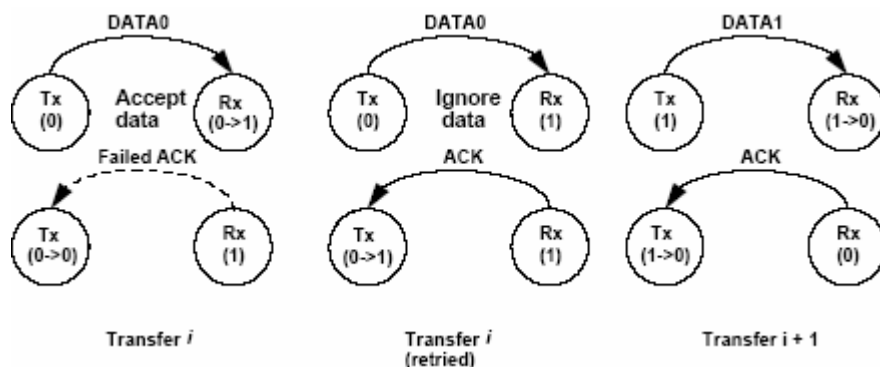 DATA0
Tx
(0)
Accept
data
Rx
(0->1)
Failed ACK
Tx
(0->0)
Rx
(1)
Transfer i
DATA0
Tx
(0)
Ignore
data
Rx
(1)
ACK
Tx
(0->1)
Rx
(1)
Transfer i
(retried)
DATA1
Tx
(1)
Rx
(1->0)
ACK
Tx
(1->0)
Rx
(0)
Transfer i + 1